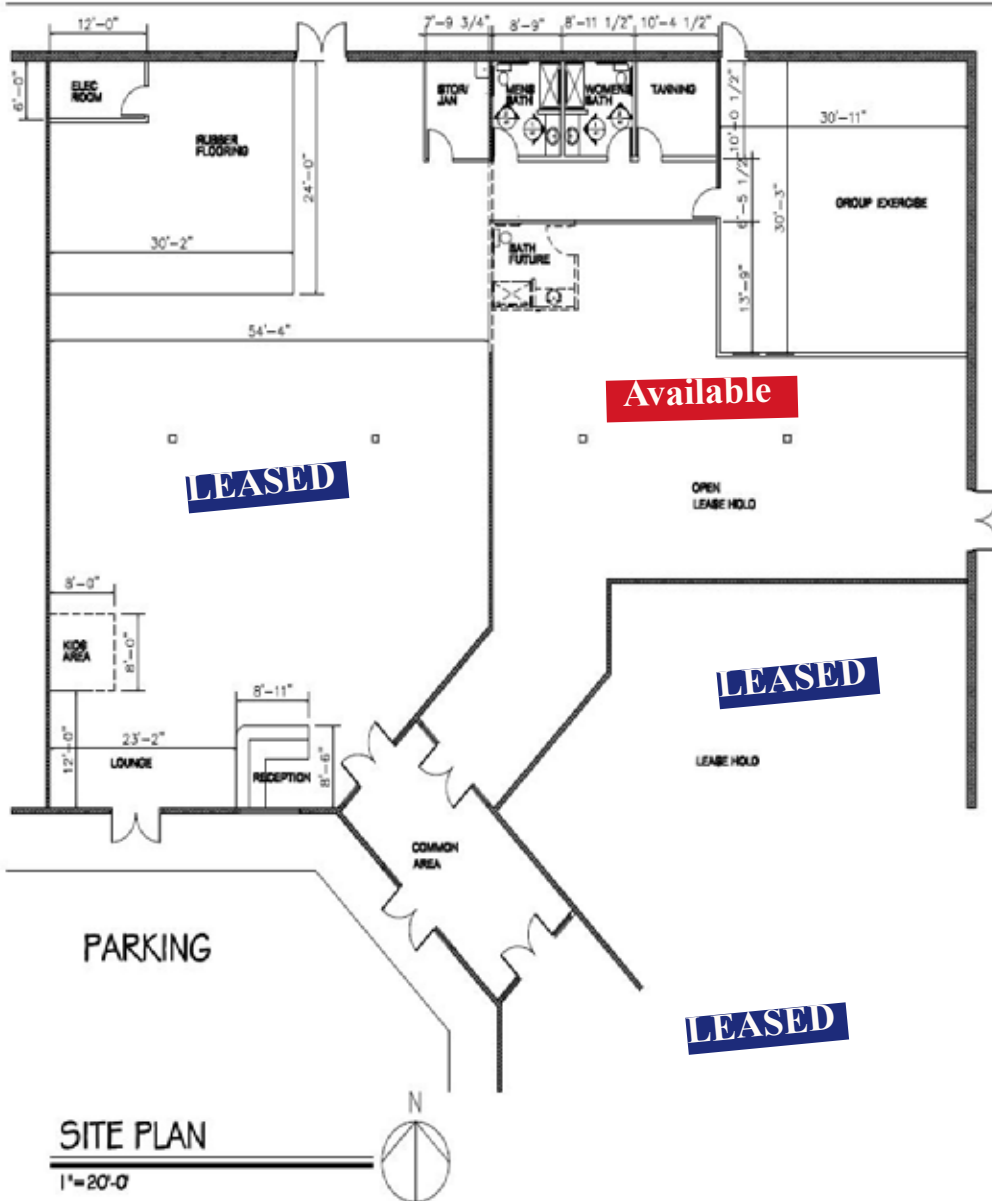 12'-0"
7'-9 3/4"
8'-9"
8'-11 1/2"
10'-4 1/2"
6'-0"
ELEC
ROOM
RUBBER
FLOORING
24'-0"
30'-2"
STOR/
JAN
MENS
BATH
WOMENS
BATH
TANNING
10'-0 1/2"
30'-11"
6'-5 1/2"
30'-3"
GROUP EXERCISE
BATH
FUTURE
13'-9"
54'-4"
Available
LEASED
OPEN
LEASE HOLD
8'-0"
KIDS
AREA
8'-0"
LEASED
8'-11"
12'-0"
23'-2"
LOUNGE
RECEPTION
8'-6"
LEASE HOLD
COMMON
AREA
PARKING
LEASED
SITE PLAN
1"=20'-0"
N